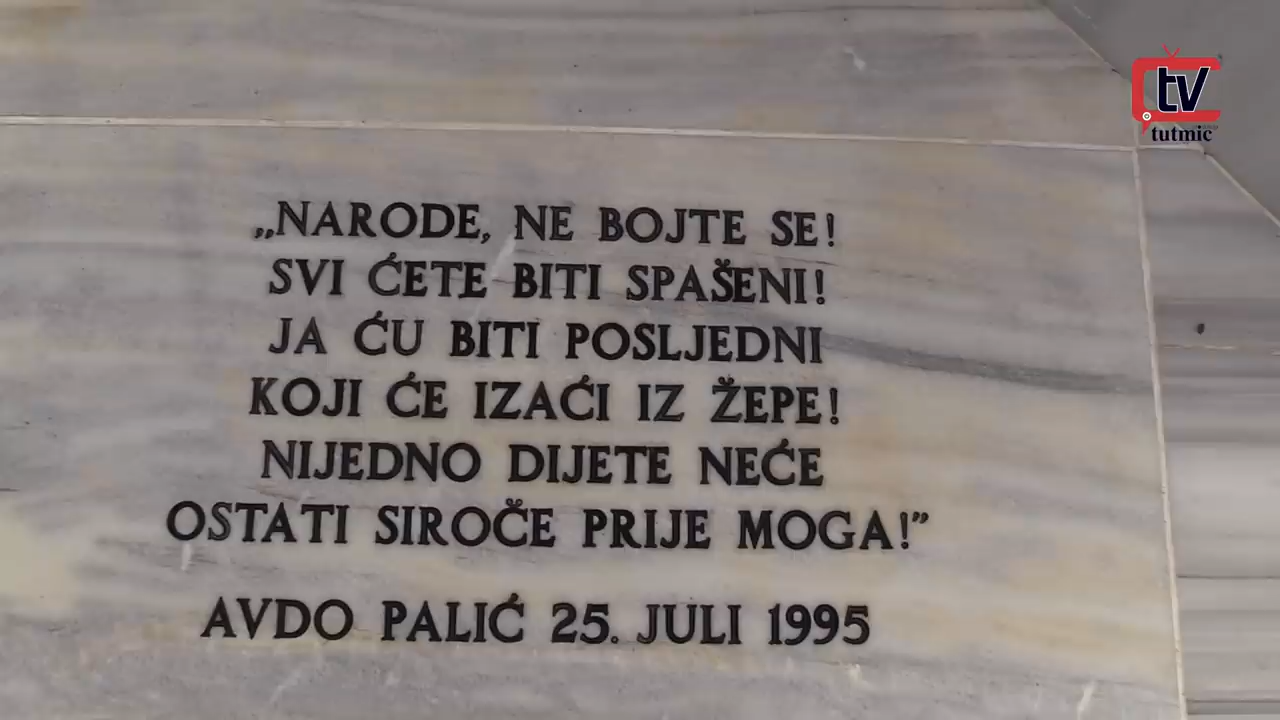 tv
tutmic
„NARODE, NE BOJTE SE!
SVI ĆETE BITI SPAŠENI!
JA ĆU BITI POSLJEDNI
KOJI ĆE IZAĆI IZ ŽEPE!
NIJEDNO DIJETE NEĆE
OSTATI SIROČE PRIJE MOGA!”
AVDO PALIĆ 25. JULI 1995